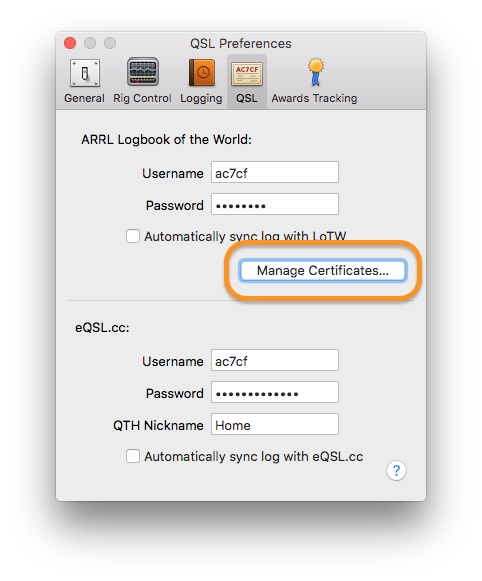 QSL Preferences
General Rig Control Logging QSL Awards Tracking
AC7CF
ARRL Logbook of the World:
Username ac7cf
Password ••••••••
Automatically sync log with LoTW
Manage Certificates...
eQSL.cc:
Username ac7cf
Password •••••••••••••
QTH Nickname Home
Automatically sync log with eQSL.cc
?